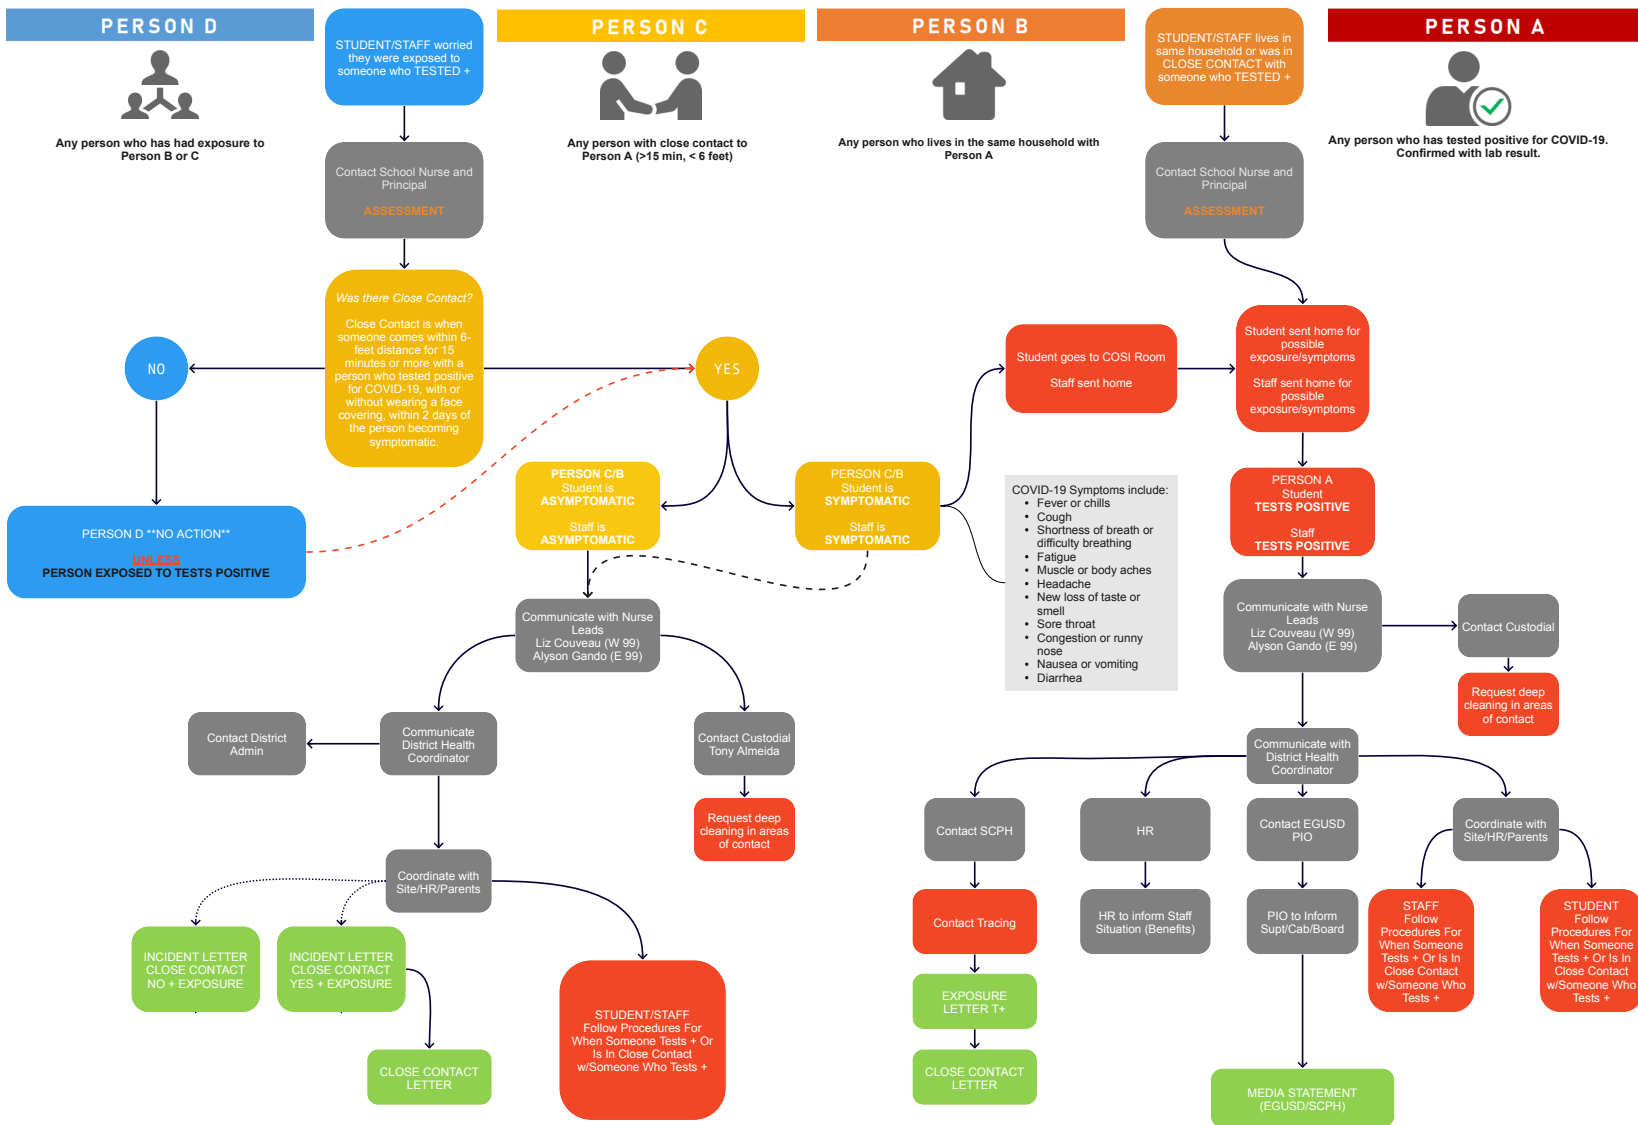 PERSON D
PERSON C
PERSON B
PERSON A
STUDENT/STAFF worried
they were exposed to
someone who TESTED +
STUDENT/STAFF lives in
same household or was in
CLOSE CONTACT with
someone who TESTED +
Any person who has had exposure to
Person B or C
Any person with close contact to
Person A (>15 min, < 6 feet)
Any person who lives in the same household with
Person A
Any person who has tested positive for COVID-19.
Confirmed with lab result.
Contact School Nurse and
Principal
ASSESSMENT
Contact School Nurse and
Principal
ASSESSMENT
Was there Close Contact?
Close Contact is when
someone comes within 6-
feet distance for 15
minutes or more with a
person who tested positive
for COVID-19, with or
without wearing a face
covering, within 2 days of
the person becoming
symptomatic.
NO
YES
Student goes to COSI Room
Staff sent home
Student sent home for
possible
exposure/symptoms
Staff sent home for
possible
exposure/symptoms
PERSON D **NO ACTION**
UNLESS
PERSON EXPOSED TO TESTS POSITIVE
PERSON C/B
Student is
ASYMPTOMATIC
Staff is
ASYMPTOMATIC
PERSON C/B
Student is
SYMPTOMATIC
Staff is
SYMPTOMATIC
COVID-19 Symptoms include:
• Fever or chills
• Cough
• Shortness of breath or
difficulty breathing
• Fatigue
• Muscle or body aches
• Headache
• New loss of taste or
smell
• Sore throat
• Congestion or runny
nose
• Nausea or vomiting
• Diarrhea
PERSON A
Student
TESTS POSITIVE
Staff
TESTS POSITIVE
Communicate with Nurse
Leads
Liz Couveau (W 99)
Alyson Gando (E 99)
Communicate with Nurse
Leads
Liz Couveau (W 99)
Alyson Gando (E 99)
Contact Custodial
Request deep
cleaning in areas
of contact
Contact District
Admin
Communicate
District Health
Coordinator
Contact Custodial
Tony Almeida
Request deep
cleaning in areas
of contact
Communicate with
District Health
Coordinator
Contact SCPH
HR
Contact EGUSD
PIO
Coordinate with
Site/HR/Parents
Coordinate with
Site/HR/Parents
Contact Tracing
HR to inform Staff
Situation (Benefits)
PIO to Inform
Supt/Cab/Board
STAFF
Follow
Procedures For
When Someone
Tests + Or Is In
Close Contact
w/Someone Who
Tests +
STUDENT
Follow
Procedures For
When Someone
Tests + Or Is In
Close Contact
w/Someone Who
Tests +
INCIDENT LETTER
CLOSE CONTACT
NO + EXPOSURE
INCIDENT LETTER
CLOSE CONTACT
YES + EXPOSURE
STUDENT/STAFF
Follow Procedures For
When Someone Tests + Or
Is In Close Contact
w/Someone Who Tests +
EXPOSURE
LETTER T+
CLOSE CONTACT
LETTER
CLOSE CONTACT
LETTER
MEDIA STATEMENT
(EGUSD/SCPH)